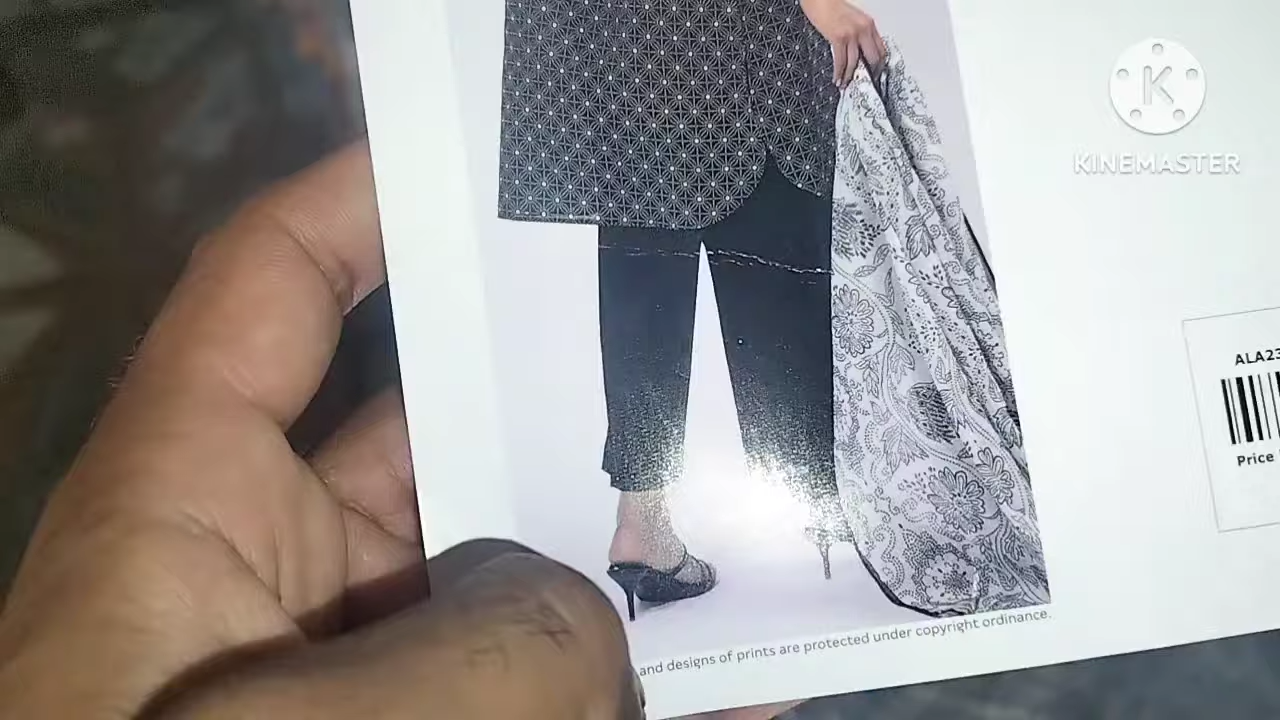 K
KINEMASTER
ALA23
Price
and designs of prints are protected under copyright ordinance.